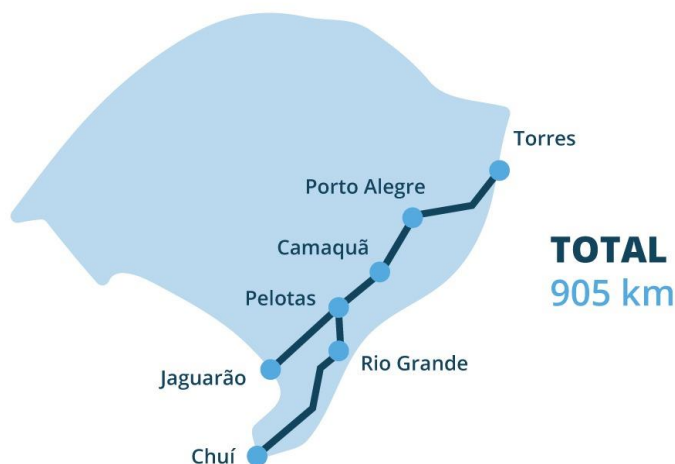 Torres
Porto Alegre
Camaquã
TOTAL
905 km
Pelotas
Rio Grande
Jaguarão
Chuí